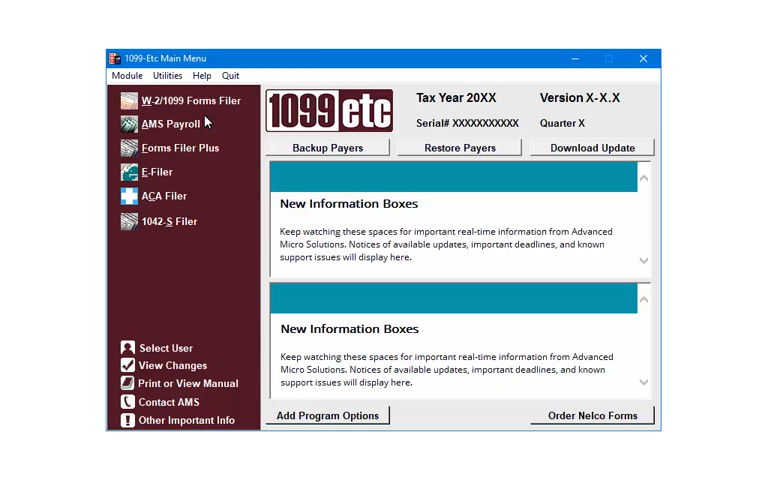 1099-Etc Main Menu
Module Utilities Help Quit
W-2/1099 Forms Filer
AMS Payroll
Forms Filer Plus
E-Filer
ACA Filer
1042-S Filer
Select User
View Changes
Print or View Manual
Contact AMS
Other Important Info
1099 etc
Tax Year 20XX Version X-X.X
Serial# XXXXXXXXXXX Quarter X
Backup Payers Restore Payers Download Update
New Information Boxes
Keep watching these spaces for important real-time information from Advanced
Micro Solutions. Notices of available updates, important deadlines, and known
support issues will display here.
New Information Boxes
Keep watching these spaces for important real-time information from Advanced
Micro Solutions. Notices of available updates, important deadlines, and known
support issues will display here.
Add Program Options Order Nelco Forms